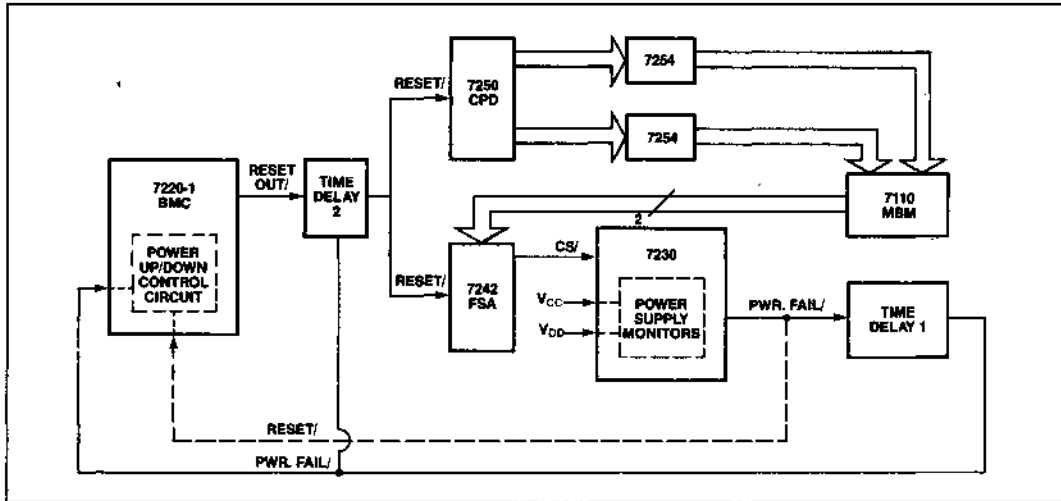 RESET/
7250
CPD
7254
7254
7220-1
BMC
RESET
OUT/
TIME
DELAY
2
7110
MBM
POWER
UP/DOWN
CONTROL
CIRCUIT
2
RESET/
7242
FSA
CS/
7230
VCC
VDD
POWER
SUPPLY
MONITORS
PWR. FAIL/
TIME
DELAY 1
RESET/
PWR. FAIL/